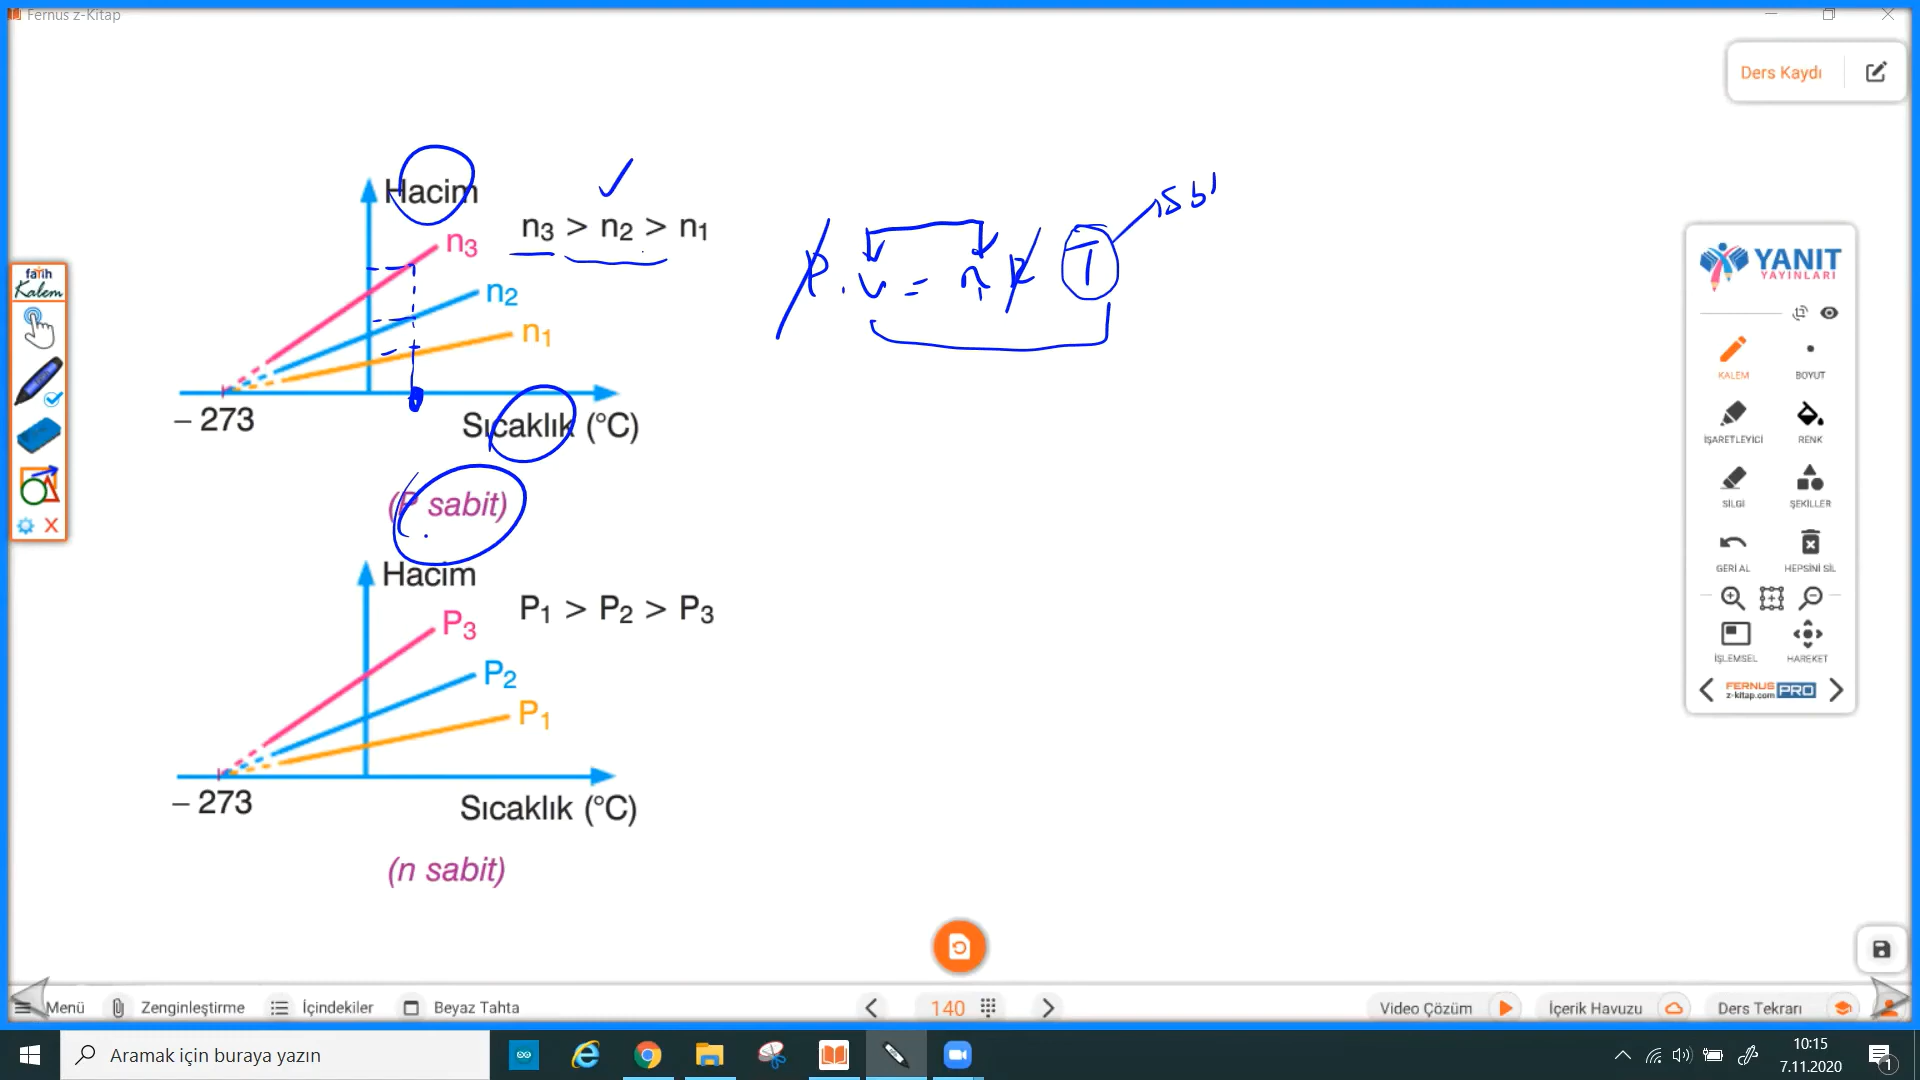 Fernus z-Kitap
Ders Kaydı
Hacim
n3 > n2 > n1
n3
n2
n1
– 273
Sıcaklık (°C)
(P sabit)
P . V = n R T
fatih
Kalem
Hacim
P1 > P2 > P3
P3
P2
P1
– 273
Sıcaklık (°C)
(n sabit)
YANIT
YAYINLARI
KALEM
BOYUT
İŞARETLEYİCİ
RENK
SİLGİ
ŞEKİLLER
GERİ AL
HEPSİNİ SİL
İŞLEMSEL
HAREKET
FERNUS
z-kitap.com PRO
Menü
Zenginleştirme
İçindekiler
Beyaz Tahta
140
Video Çözüm
İçerik Havuzu
Ders Tekrarı
Aramak için buraya yazın
10:15
7.11.2020
1